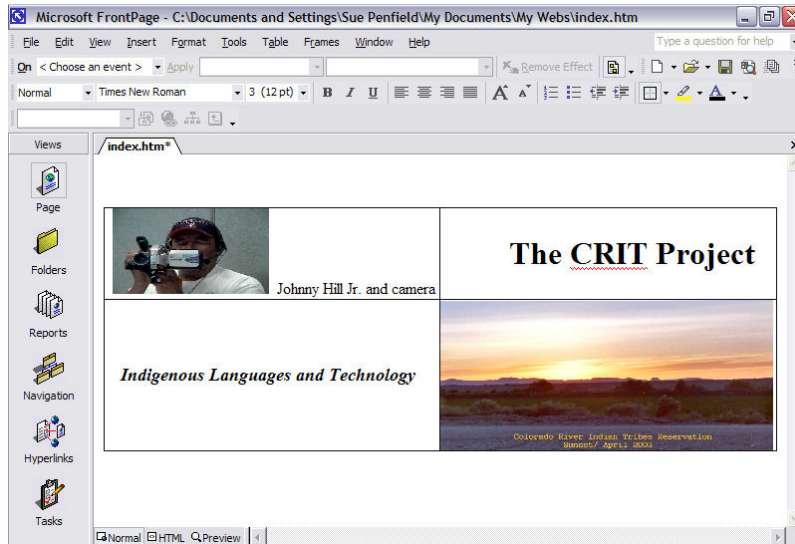 Microsoft FrontPage - C:\Documents and Settings\Sue Penfield\My Documents\My Webs\index.htm
File Edit View Insert Format Tools Table Frames Window Help Type a question for help
On < Choose an event > Apply Remove Effect
Normal Times New Roman 3 (12 pt) B I U A A
Views index.htm*
Page
Folders
Reports
Navigation
Hyperlinks
Tasks
Johnny Hill Jr. and camera
The CRIT Project
Indigenous Languages and Technology
Colorado River Indian Tribes Reservation
Sunset/ April 2003
Normal HTML Preview